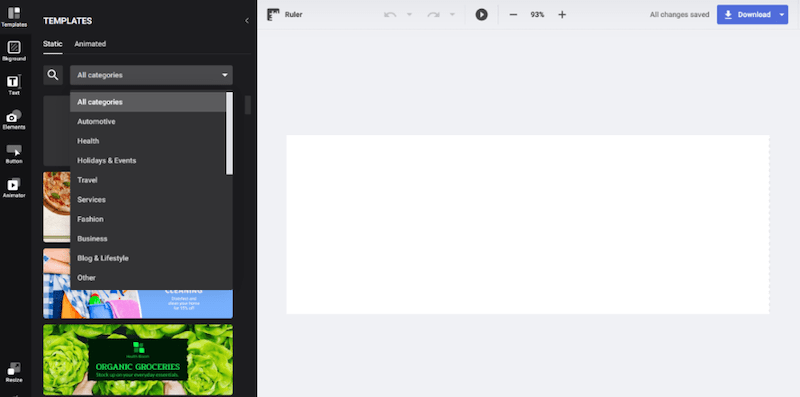 Templates
Bkground
Text
Elements
Button
Animator
Resize
TEMPLATES
Static
Animated
All categories
All categories
Automotive
Health
Holidays & Events
Travel
Services
Fashion
Business
Blog & Lifestyle
Other
CLEANING
ORGANIC GROCERIES
Stock up on your everyday essentials.
Ruler
93%
All changes saved
Download